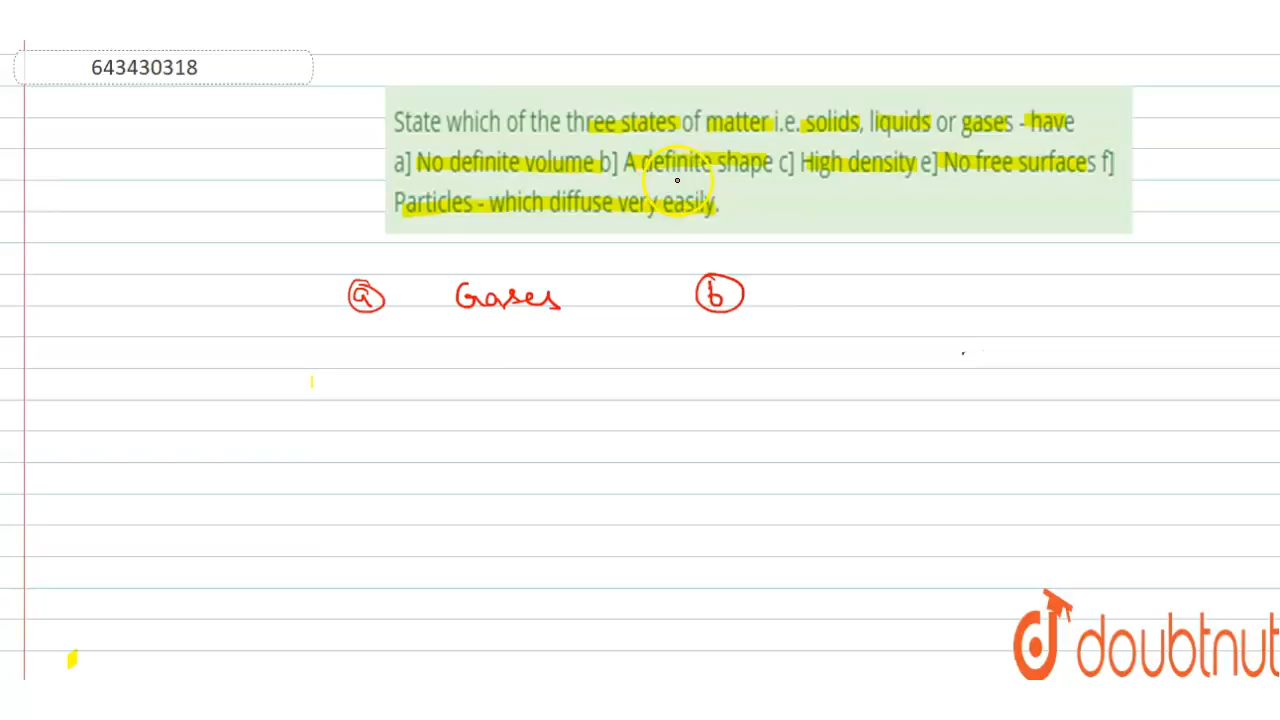 643430318
State which of the three states of matter i.e. solids, liquids or gases - have
a] No definite volume b] A definite shape c] High density e] No free surfaces f]
Particles - which diffuse very easily.
a Gases b
doubtnut